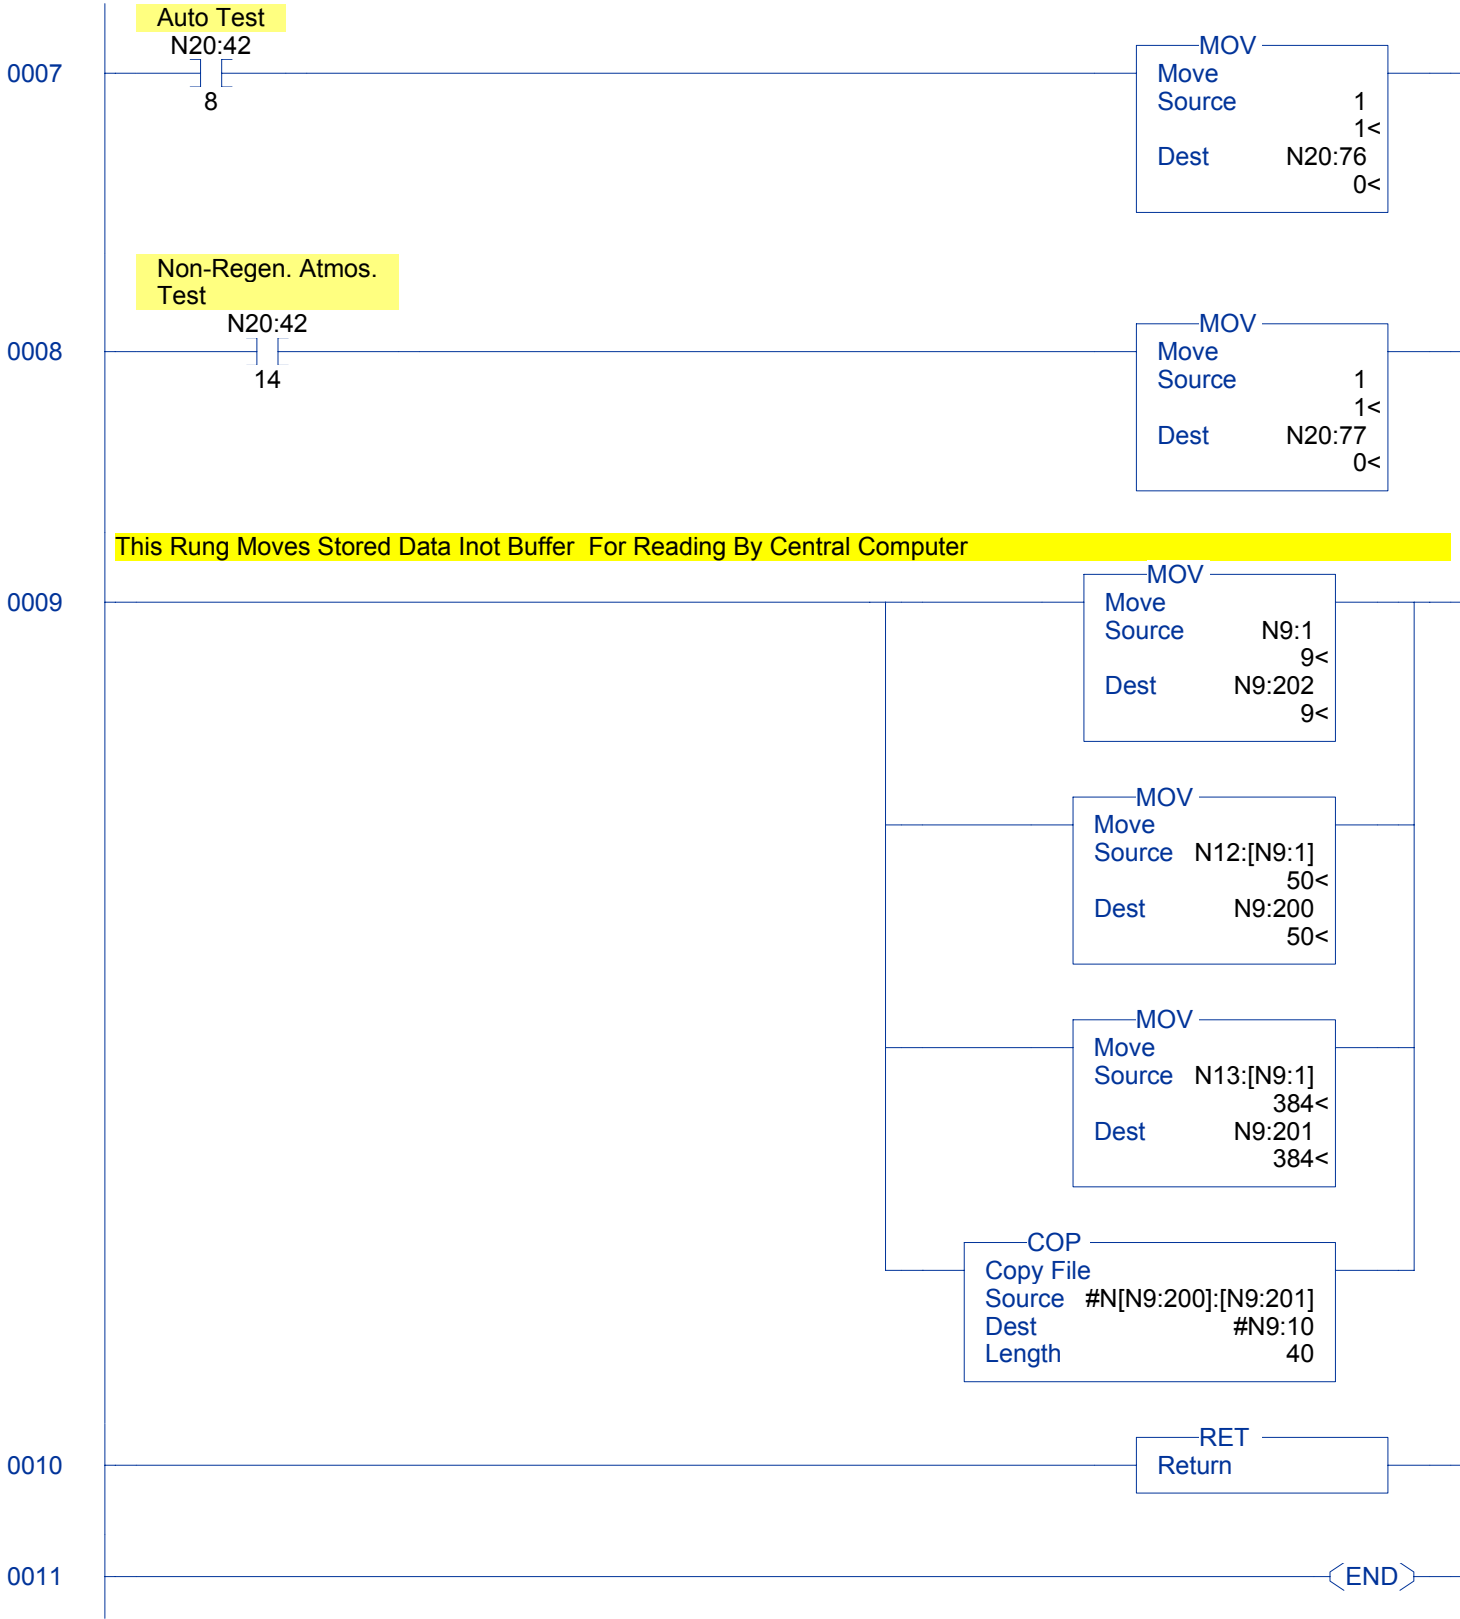 Auto Test
N20:42
0007
8
MOV
Move
Source 1
1<
Dest N20:76
0<
Non-Regen. Atmos.
Test
N20:42
0008
14
MOV
Move
Source 1
1<
Dest N20:77
0<
This Rung Moves Stored Data Inot Buffer  For Reading By Central Computer
0009
MOV
Move
Source N9:1
9<
Dest N9:202
9<
MOV
Move
Source N12:[N9:1]
50<
Dest N9:200
50<
MOV
Move
Source N13:[N9:1]
384<
Dest N9:201
384<
COP
Copy File
Source #N[N9:200]:[N9:201]
Dest #N9:10
Length 40
0010
RET
Return
0011
END